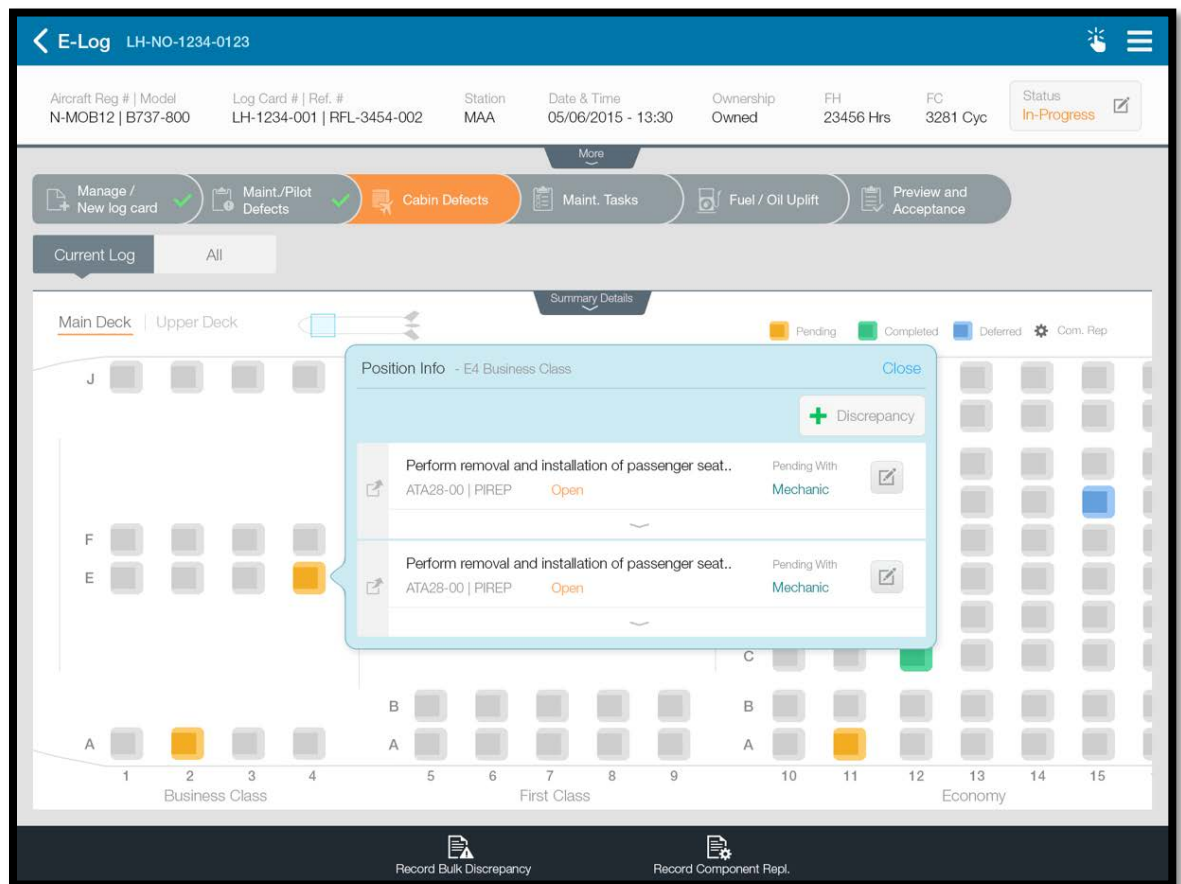 E-Log LH-NO-1234-0123
Aircraft Reg # | Model
N-MOB12 | B737-800
Log Card # | Ref. #
LH-1234-001 | RFL-3454-002
Station
MAA
Date & Time
05/06/2015 - 13:30
Ownership
Owned
FH
23456 Hrs
FC
3281 Cyc
Status
In-Progress
More
Manage /
New log card
Maint./Pilot
Defects
Cabin Defects
Maint. Tasks
Fuel / Oil Uplift
Preview and
Acceptance
Current Log All
Summary Details
Main Deck | Upper Deck
Pending Completed Deferred Com. Rep
Position Info - E4 Business Class Close
Discrepancy
Perform removal and installation of passenger seat..
ATA28-00 | PIREP Open
Pending With
Mechanic
Perform removal and installation of passenger seat..
ATA28-00 | PIREP Open
Pending With
Mechanic
J
F
E
C
B B
A A A
1 2 3 4 5 6 7 8 9 10 11 12 13 14 15
Business Class First Class Economy
Record Bulk Discrepancy Record Component Repl.